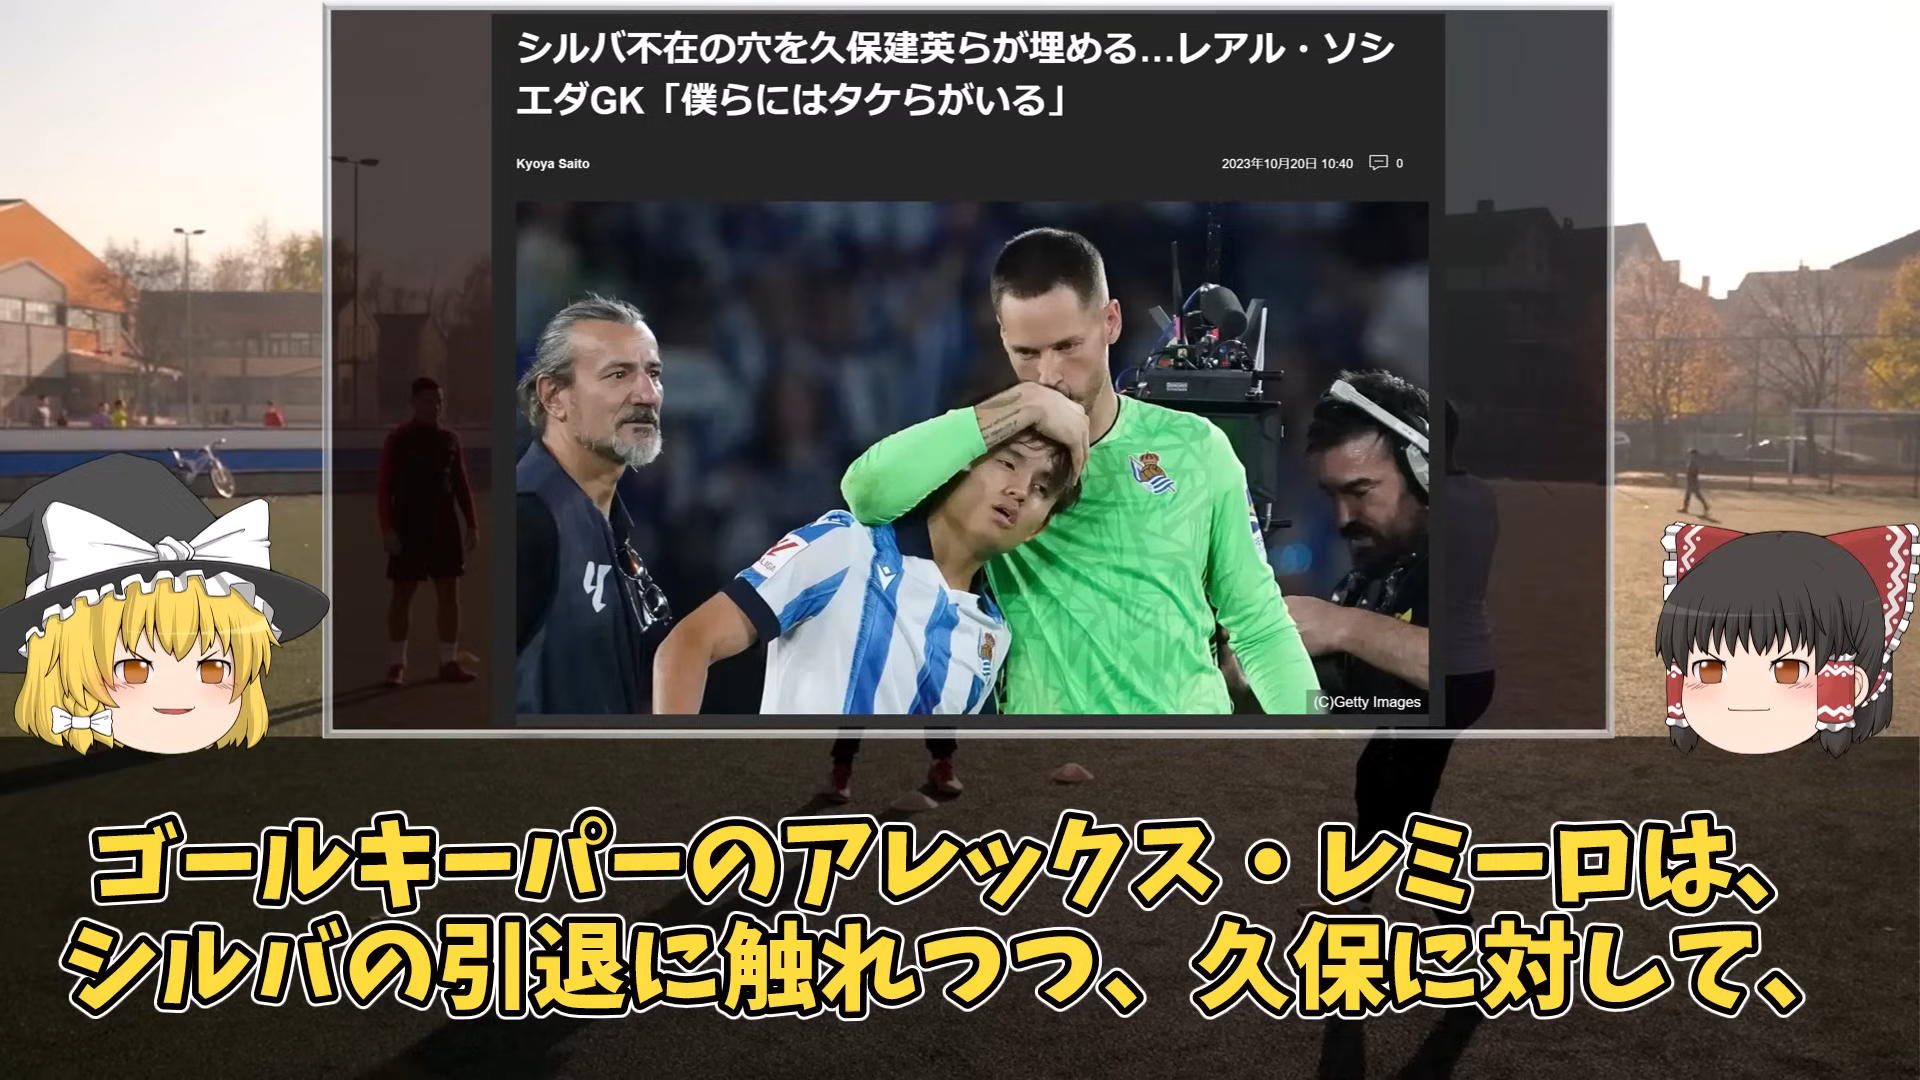 シルバ不在の穴を久保建英らが埋める…レアル・ソシ
エダGK「僕らにはタケらがいる」
Kyoya Saito
2023年10月20日 10:40 0
LIGA
4
(C)Getty Images
ゴールキーパーのアレックス・レミーロは、
シルバの引退に触れつつ、久保に対して、